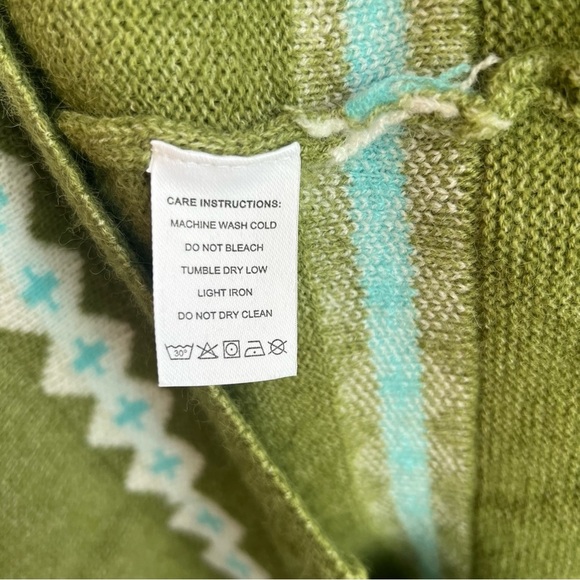 CARE INSTRUCTIONS:
MACHINE WASH COLD
DO NOT BLEACH
TUMBLE DRY LOW
LIGHT IRON
DO NOT DRY CLEAN
30°